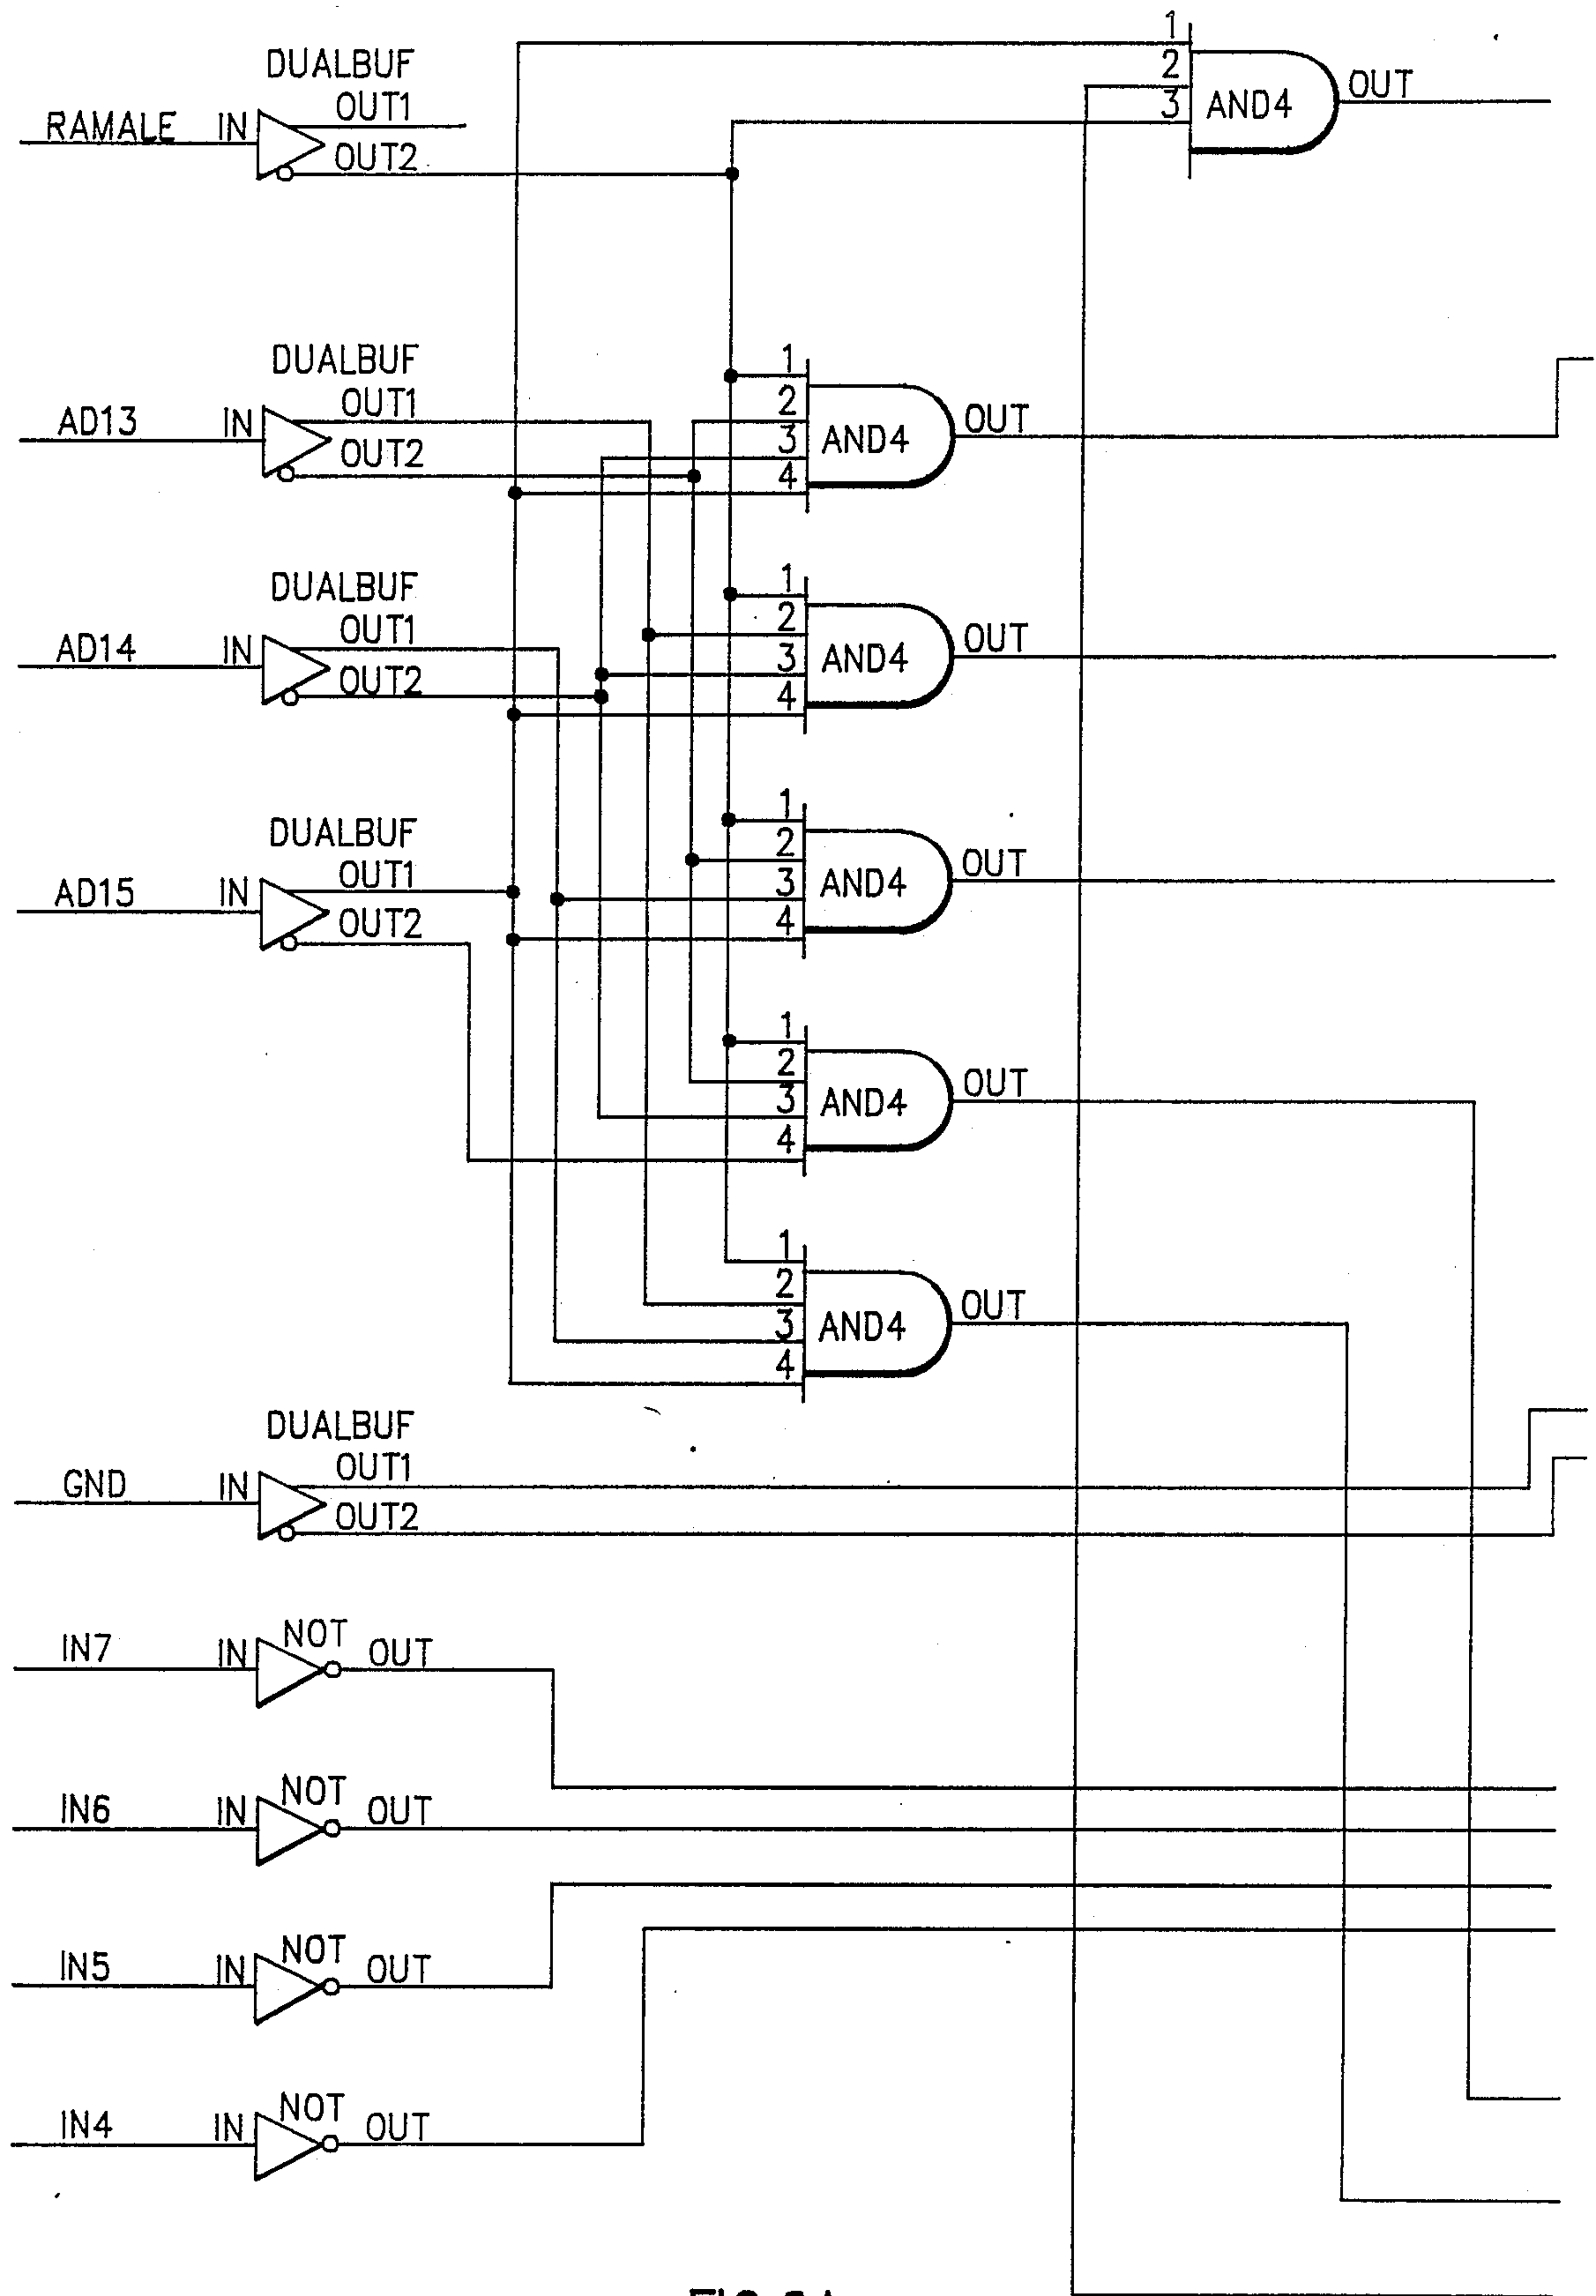 1
2
3
AND4 OUT
DUALBUF
RAMALE IN OUT1
OUT2
DUALBUF
AD13 IN OUT1
OUT2
1
2
3
4
AND4 OUT
DUALBUF
AD14 IN OUT1
OUT2
1
2
3
4
AND4 OUT
DUALBUF
AD15 IN OUT1
OUT2
1
2
3
4
AND4 OUT
1
2
3
4
AND4 OUT
1
2
3
4
AND4 OUT
DUALBUF
GND IN OUT1
OUT2
NOT
IN7 IN OUT
NOT
IN6 IN OUT
NOT
IN5 IN OUT
NOT
IN4 IN OUT